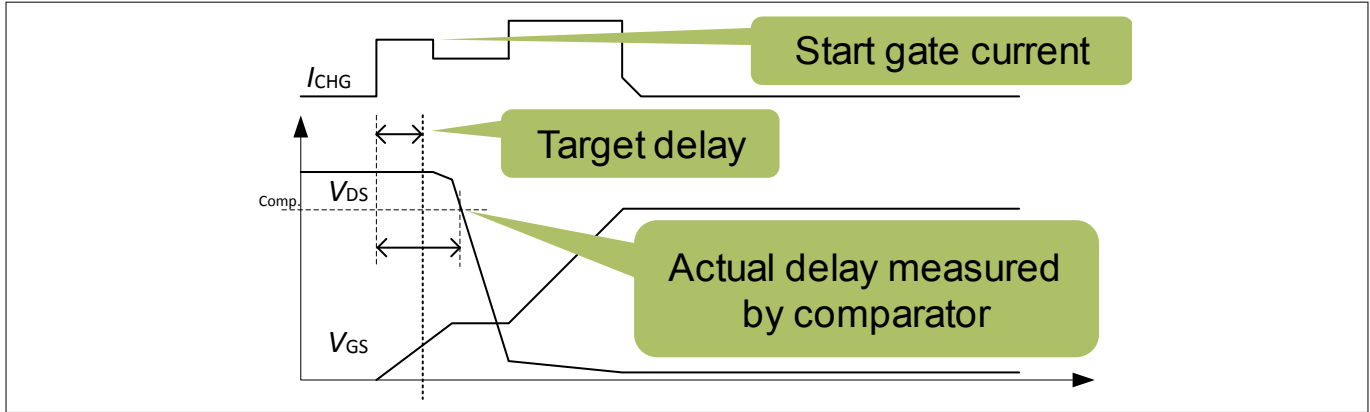 Start gate current
ICHG
Target delay
VDS
Comp.
Actual delay measured
by comparator
VGS